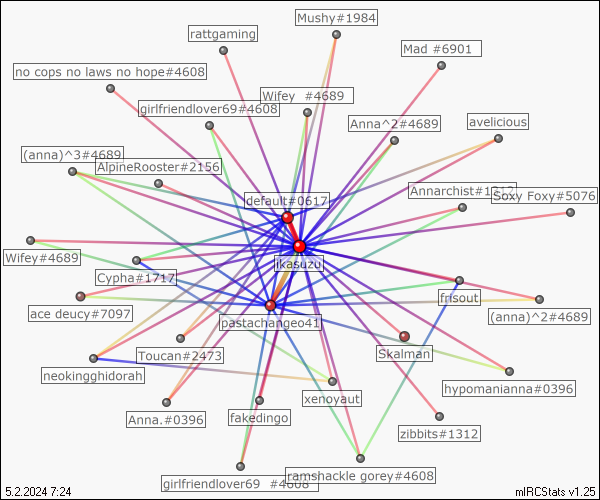 Mushy#1984
rattgaming
Mad #6901
no cops no laws no hope#4608
Wifey #4689
girlfriendlover69#4608
Anna^2#4689
avelicious
(anna)^3#4689
AlpineRooster#2156
Annarchist#1312
Soxy Foxy#5076
default#0617
Wifey#4689
jkasuzu
Cypha#1717
frisout
ace deucy#7097
(anna)^2#4689
pastachangeo41
Toucan#2473
Skalman
neokingghidorah
hypomanianna#0396
xenoyaut
Anna.#0396
fakedingo
zibbits#1312
ramshackle gorey#4608
girlfriendlover69 #4608
5.2.2024 7:24
mIRCStats v1.25